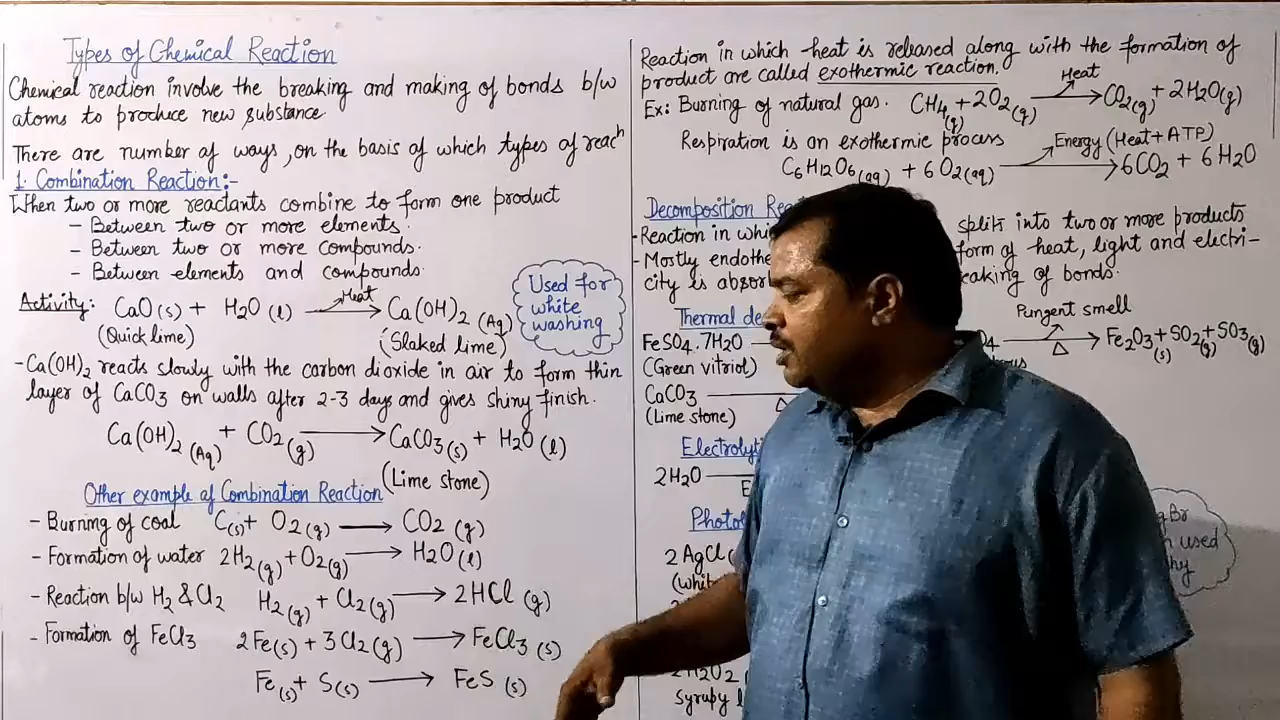 Types of Chemical Reaction
Chemical reaction involve the breaking and making of bonds b/w
atoms to produce new substance
There are number of ways, on the basis of which types of reacⁿ
1. Combination Reaction:-
When two or more reactants combine to form one product
- Between two or more elements.
- Between two or more compounds.
- Between elements and compounds.
Activity: CaO(s) + H2O(l) Heat → Ca(OH)2(Aq)
(Quick lime) (Slaked lime)
Used for
white
washing
- Ca(OH)2 reacts slowly with the carbon dioxide in air to form thin
layer of CaCO3 on walls after 2-3 days and gives shiny finish.
Ca(OH)2(Aq) + CO2(g) → CaCO3(s) + H2O(l)
(Lime stone)
Other example of Combination Reaction
- Burning of coal C(s) + O2(g) → CO2(g)
- Formation of water 2H2(g) + O2(g) → H2O(l)
- Reaction b/w H2 & Cl2 H2(g) + Cl2(g) → 2HCl(g)
- Formation of FeCl3 2Fe(s) + 3Cl2(g) → FeCl3(s)
Fe(s) + S(s) → FeS(s)
Reaction in which heat is released along with the formation of
product are called exothermic reaction.
Ex: Burning of natural gas. CH4(g) + 2O2(g) Heat → CO2(g) + 2H2O(g)
Respiration is an exothermic process
C6H12O6(aq) + 6O2(aq) Energy (Heat + ATP) → 6CO2 + 6H2O
Decomposition
- Reaction in splits into two or more products
- Mostly form of heat, light and electri-
city is of bonds.
Thermal
FeSO4.7H2O Pungent smell
Δ → Fe2O3(s) + SO2(g) + SO3(g)
(Green vitriol)
CaCO3
(Lime stone)
2H2O
2AgCl
used
2H2O2
Syrupy